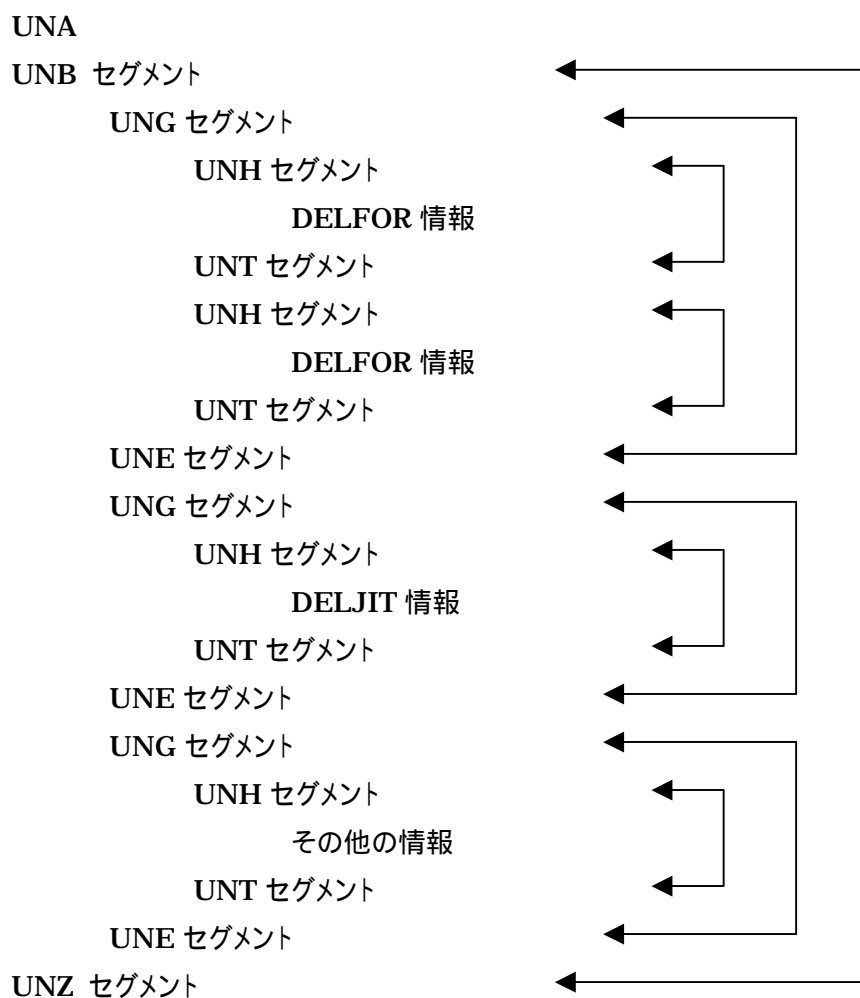 UNA
UNB セグメント
UNG セグメント
UNH セグメント
DELFOR 情報
UNT セグメント
UNH セグメント
DELFOR 情報
UNT セグメント
UNE セグメント
UNG セグメント
UNH セグメント
DELJIT 情報
UNT セグメント
UNE セグメント
UNG セグメント
UNH セグメント
その他の情報
UNT セグメント
UNE セグメント
UNZ セグメント